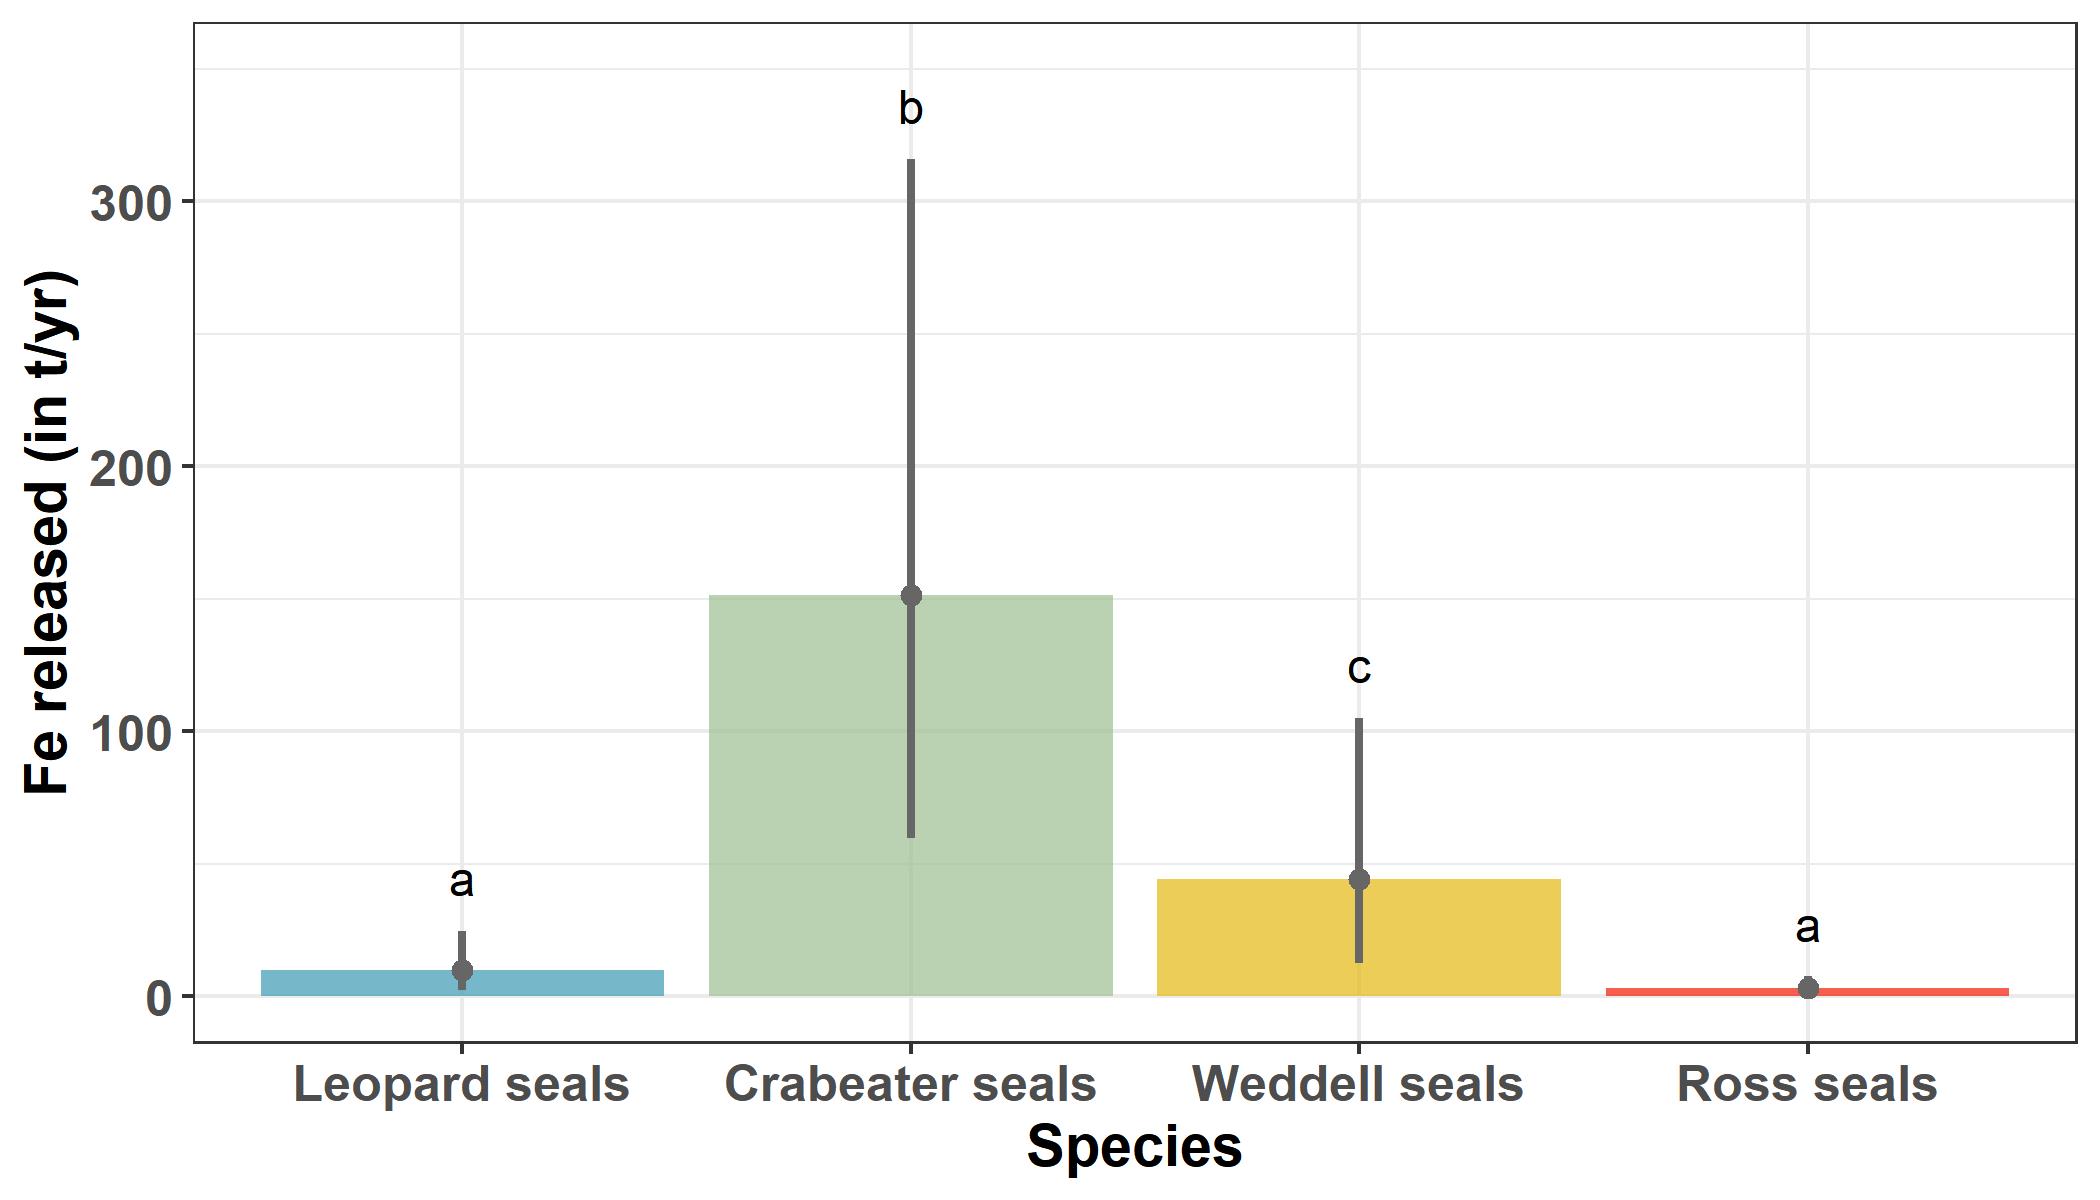 Fe released (in t/yr)
300
200
100
0
b
c
a
a
Leopard seals
Crabeater seals
Weddell seals
Ross seals
Species